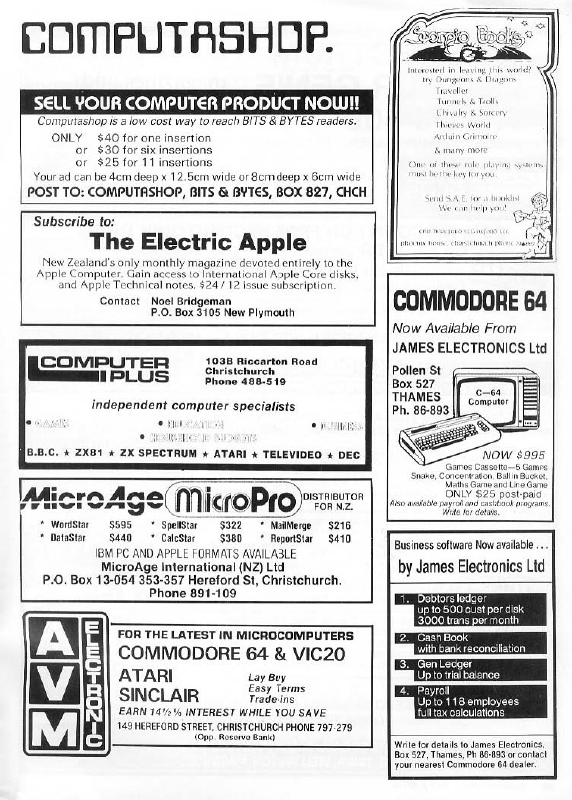 COMPUTASHOP.
SELL YOUR COMPUTER PRODUCT NOW!!
Computashop is a low cost way to reach BITS & BYTES readers.
ONLY $40 for one insertion
or $30 for six insertions
or $25 for 11 insertions
Your ad can be 4cm deep x 12.5cm wide or 8cm deep x 6cm wide
POST TO: COMPUTASHOP, BITS & BYTES, BOX 827, CHCH
Subscribe to:
The Electric Apple
New Zealand's only monthly magazine devoted entirely to the
Apple Computer. Gain access to International Apple Core disks,
and Apple Technical notes. $24 / 12 issue subscription.
Contact Noel Bridgeman
P.O. Box 3105 New Plymouth
COMPUTER
PLUS
103B Riccarton Road
Christchurch
Phone 488-519
independent computer specialists
• GAMES • EDUCATION • BUSINESS
• HOUSEHOLD BUDGETS
B.B.C. ★ ZX81 ★ ZX SPECTRUM ★ ATARI ★ TELEVIDEO ★ DEC
MicroAge MicroPro DISTRIBUTOR
FOR N.Z.
* WordStar $595 * SpellStar $322 * MailMerge $216
* DataStar $440 * CalcStar $380 * ReportStar $410
IBM PC AND APPLE FORMATS AVAILABLE
MicroAge International (NZ) Ltd
P.O. Box 13-054 353-357 Hereford St, Christchurch.
Phone 891-109
AVM
ELECTRONIC
FOR THE LATEST IN MICROCOMPUTERS
COMMODORE 64 & VIC20
ATARI
SINCLAIR
Lay Buy
Easy Terms
Trade-ins
EARN 14½% INTEREST WHILE YOU SAVE
149 HEREFORD STREET, CHRISTCHURCH PHONE 797-279
(Opp. Reserve Bank)
Scorpio Books
Interested in leaving this world?
try Dungeons & Dragons
Traveller
Tunnels & Trolls
Chivalry & Sorcery
Thieves World
Arduin Grimoire
& many more
One of these role playing systems
must be the key for you.
Send S.A.E. for a booklist
We can help you!
phoenix house, christchurch
COMMODORE 64
Now Available From
JAMES ELECTRONICS Ltd
Pollen St
Box 527
THAMES
Ph. 86-893
C—64
Computer
NOW $995
Games Cassette—5 Games
Snake, Concentration, Ball in Bucket,
Maths Game and Line Game
ONLY $25 post-paid
Also available payroll and cashbook programs.
Write for details.
Business software Now available ...
by James Electronics Ltd
1. Debtors ledger
up to 500 cust per disk
3000 trans per month
2. Cash Book
with bank reconciliation
3. Gen Ledger
Up to trial balance
4. Payroll
Up to 118 employees
full tax calculations
Write for details to James Electronics,
Box 527, Thames, Ph 86-893 or contact
your nearest Commodore 64 dealer.